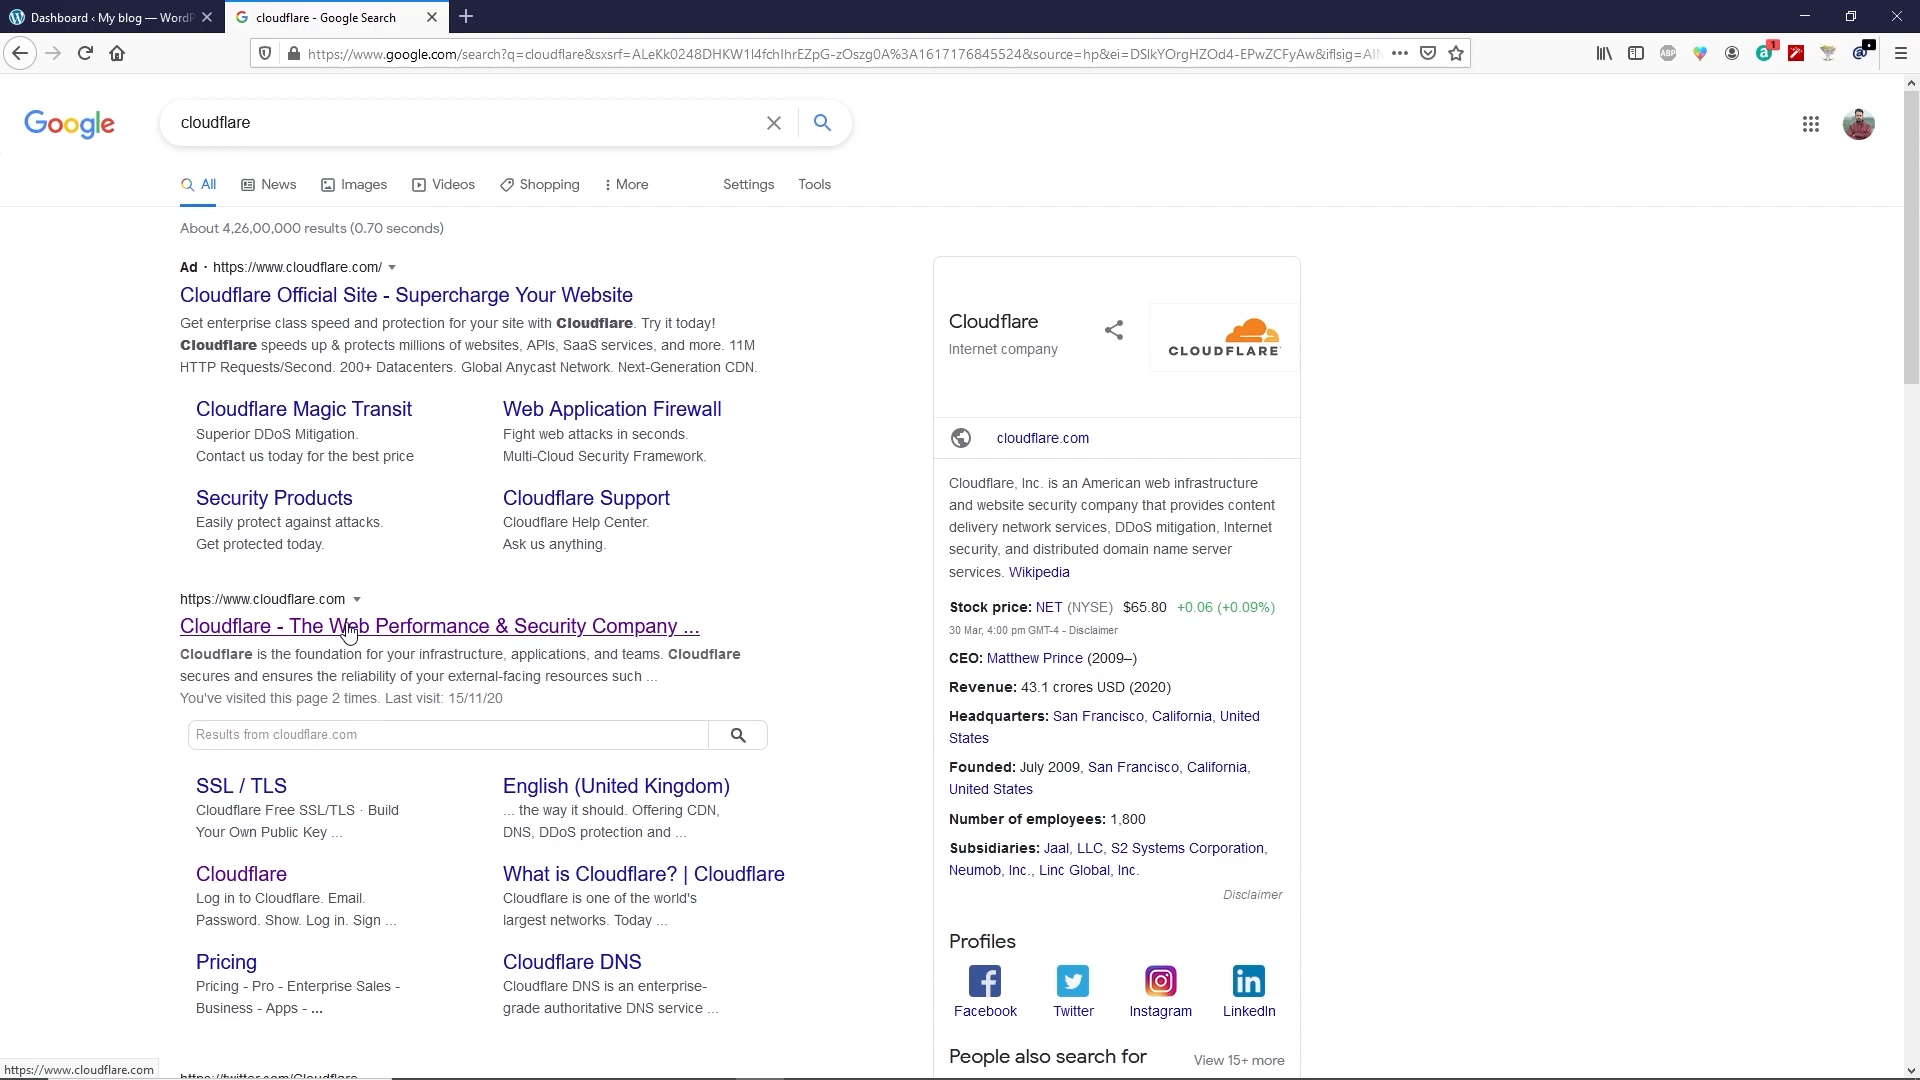 Dashboard ‹ My blog — WordP
cloudflare - Google Search
https://www.google.com/search?q=cloudflare&sxsrf=ALeKk0248DHKW1l4fchIhrEZpG-zOszg0A%3A1617176845524&source=hp&ei=DSlkYOrgHZOd4-EPwZCFyAw&iflsig=AI
ABP
1
Google
cloudflare
All
News
Images
Videos
Shopping
More
Settings
Tools
About 4,26,00,000 results (0.70 seconds)
Ad · https://www.cloudflare.com/
Cloudflare Official Site - Supercharge Your Website
Get enterprise class speed and protection for your site with Cloudflare. Try it today!
Cloudflare speeds up & protects millions of websites, APIs, SaaS services, and more. 11M
HTTP Requests/Second. 200+ Datacenters. Global Anycast Network. Next-Generation CDN.
Cloudflare Magic Transit
Superior DDoS Mitigation.
Contact us today for the best price
Web Application Firewall
Fight web attacks in seconds.
Multi-Cloud Security Framework.
Security Products
Easily protect against attacks.
Get protected today.
Cloudflare Support
Cloudflare Help Center.
Ask us anything.
https://www.cloudflare.com
Cloudflare - The Web Performance & Security Company ...
Cloudflare is the foundation for your infrastructure, applications, and teams. Cloudflare
secures and ensures the reliability of your external-facing resources such ...
You've visited this page 2 times. Last visit: 15/11/20
Results from cloudflare.com
SSL / TLS
Cloudflare Free SSL/TLS · Build
Your Own Public Key ...
English (United Kingdom)
... the way it should. Offering CDN,
DNS, DDoS protection and ...
Cloudflare
Log in to Cloudflare. Email.
Password. Show. Log in. Sign ...
What is Cloudflare? | Cloudflare
Cloudflare is one of the world's
largest networks. Today ...
Pricing
Pricing - Pro - Enterprise Sales -
Business - Apps - ...
Cloudflare DNS
Cloudflare DNS is an enterprise-
grade authoritative DNS service ...
https://twitter.com/Cloudflare
https://www.cloudflare.com
Cloudflare
Internet company
CLOUDFLARE
cloudflare.com
Cloudflare, Inc. is an American web infrastructure
and website security company that provides content
delivery network services, DDoS mitigation, Internet
security, and distributed domain name server
services. Wikipedia
Stock price: NET (NYSE) $65.80 +0.06 (+0.09%)
30 Mar, 4:00 pm GMT-4 - Disclaimer
CEO: Matthew Prince (2009–)
Revenue: 43.1 crores USD (2020)
Headquarters: San Francisco, California, United
States
Founded: July 2009, San Francisco, California,
United States
Number of employees: 1,800
Subsidiaries: Jaal, LLC, S2 Systems Corporation,
Neumob, Inc., Linc Global, Inc.
Disclaimer
Profiles
Facebook
Twitter
Instagram
LinkedIn
People also search for
View 15+ more